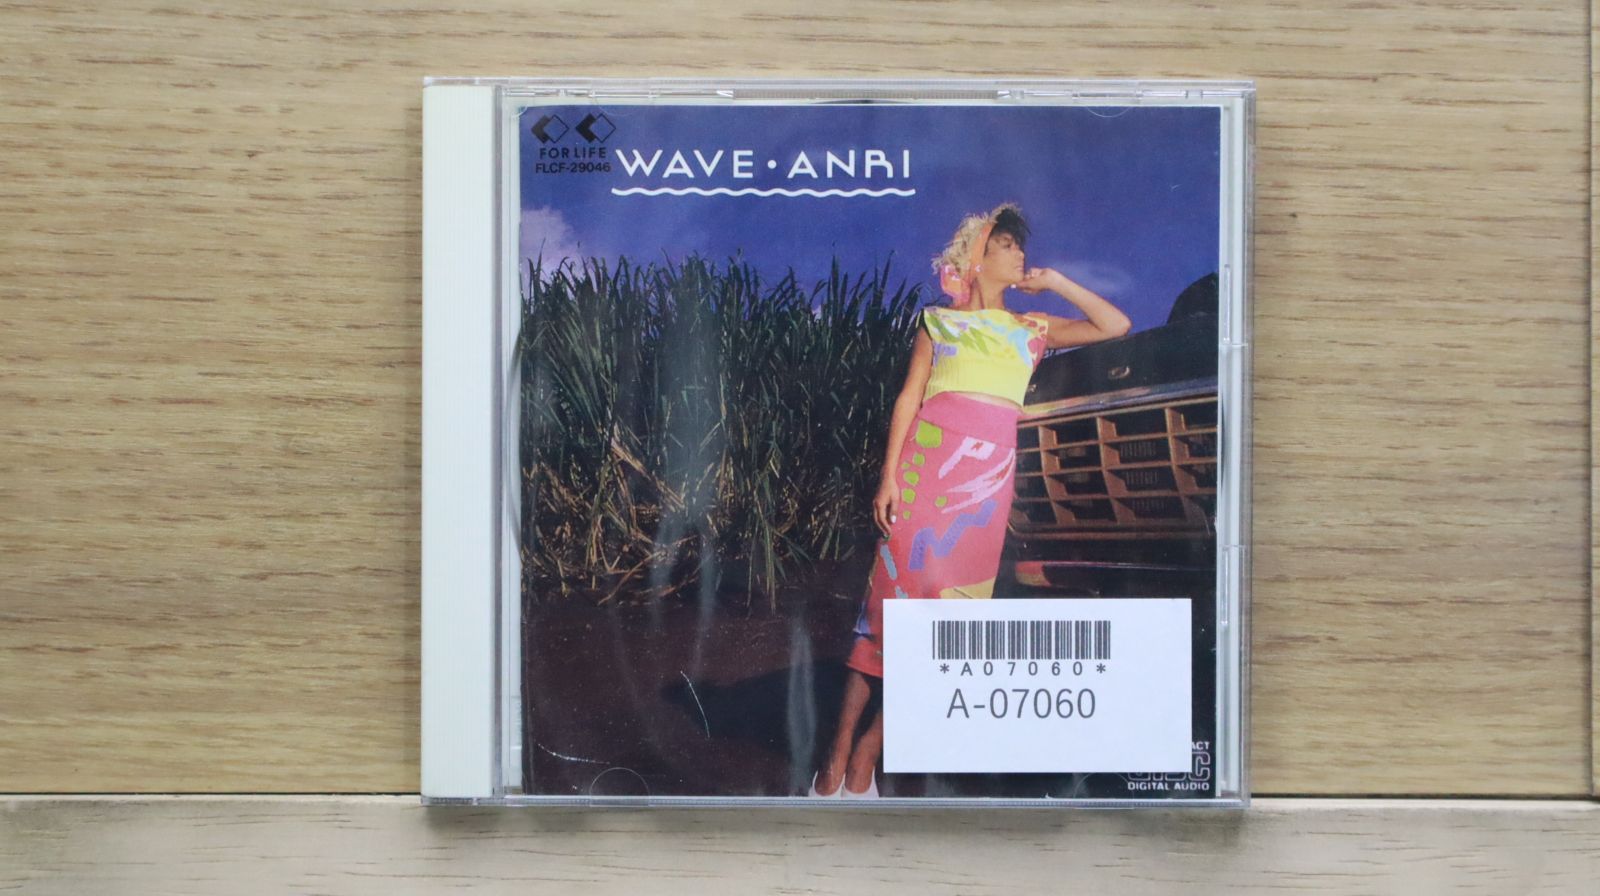 FOR LIFE
FLCF-29046
WAVE・ANRI
*A07060*
A-07060
DIGITAL AUDIO